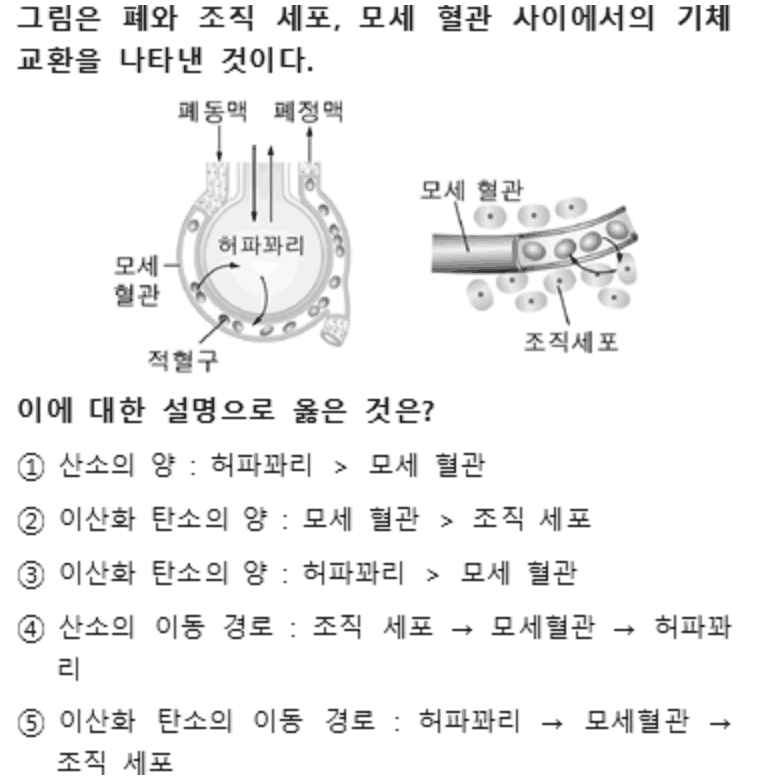 그림은 폐와 조직 세포, 모세 혈관 사이에서의 기체
교환을 나타낸 것이다.
폐동맥 폐정맥
모세 혈관
허파꽈리
모세
혈관
적혈구
조직세포
이에 대한 설명으로 옳은 것은?
① 산소의 양 : 허파꽈리 > 모세 혈관
② 이산화 탄소의 양 : 모세 혈관 > 조직 세포
③ 이산화 탄소의 양 : 허파꽈리 > 모세 혈관
④ 산소의 이동 경로 : 조직 세포 → 모세혈관 → 허파꽈
리
⑤ 이산화 탄소의 이동 경로 : 허파꽈리 → 모세혈관 →
조직 세포